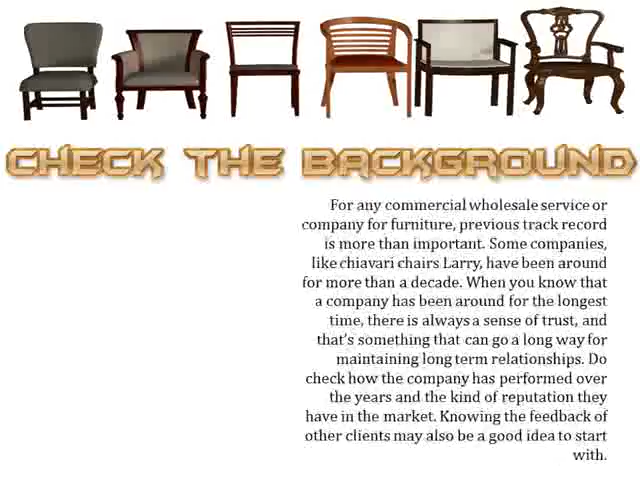 CHECK THE BACKGROUND
For any commercial wholesale service or
company for furniture, previous track record
is more than important. Some companies,
like chiavari chairs Larry, have been around
for more than a decade. When you know that
a company has been around for the longest
time, there is always a sense of trust, and
that's something that can go a long way for
maintaining long term relationships. Do
check how the company has performed over
the years and the kind of reputation they
have in the market. Knowing the feedback of
other clients may also be a good idea to start
with.